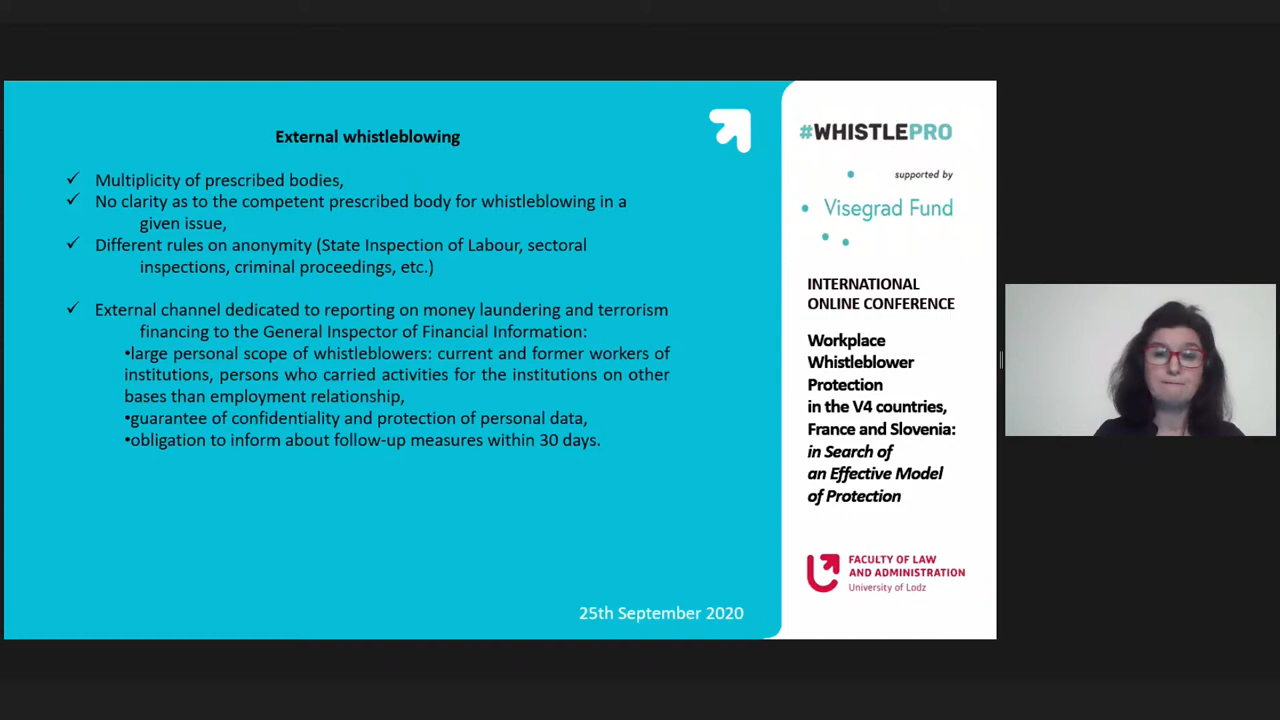 External whistleblowing
✓ Multiplicity of prescribed bodies,
✓ No clarity as to the competent prescribed body for whistleblowing in a
given issue,
✓ Different rules on anonymity (State Inspection of Labour, sectoral
inspections, criminal proceedings, etc.)
✓ External channel dedicated to reporting on money laundering and terrorism
financing to the General Inspector of Financial Information:
•large personal scope of whistleblowers: current and former workers of
institutions, persons who carried activities for the institutions on other
bases than employment relationship,
•guarantee of confidentiality and protection of personal data,
•obligation to inform about follow-up measures within 30 days.
25th September 2020
#WHISTLEPRO
supported by
Visegrad Fund
INTERNATIONAL
ONLINE CONFERENCE
Workplace
Whistleblower
Protection
in the V4 countries,
France and Slovenia:
in Search of
an Effective Model
of Protection
FACULTY OF LAW
AND ADMINISTRATION
University of Lodz